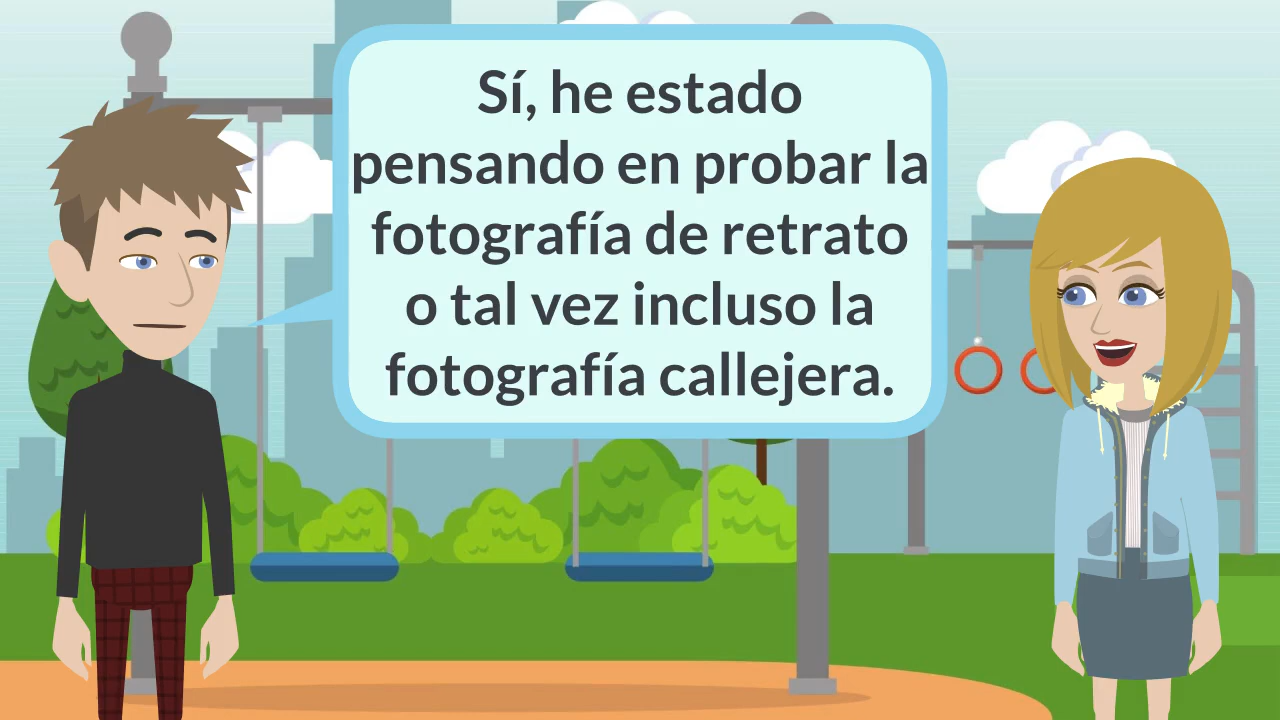 Sí, he estado
pensando en probar la
fotografía de retrato
o tal vez incluso la
fotografía callejera.